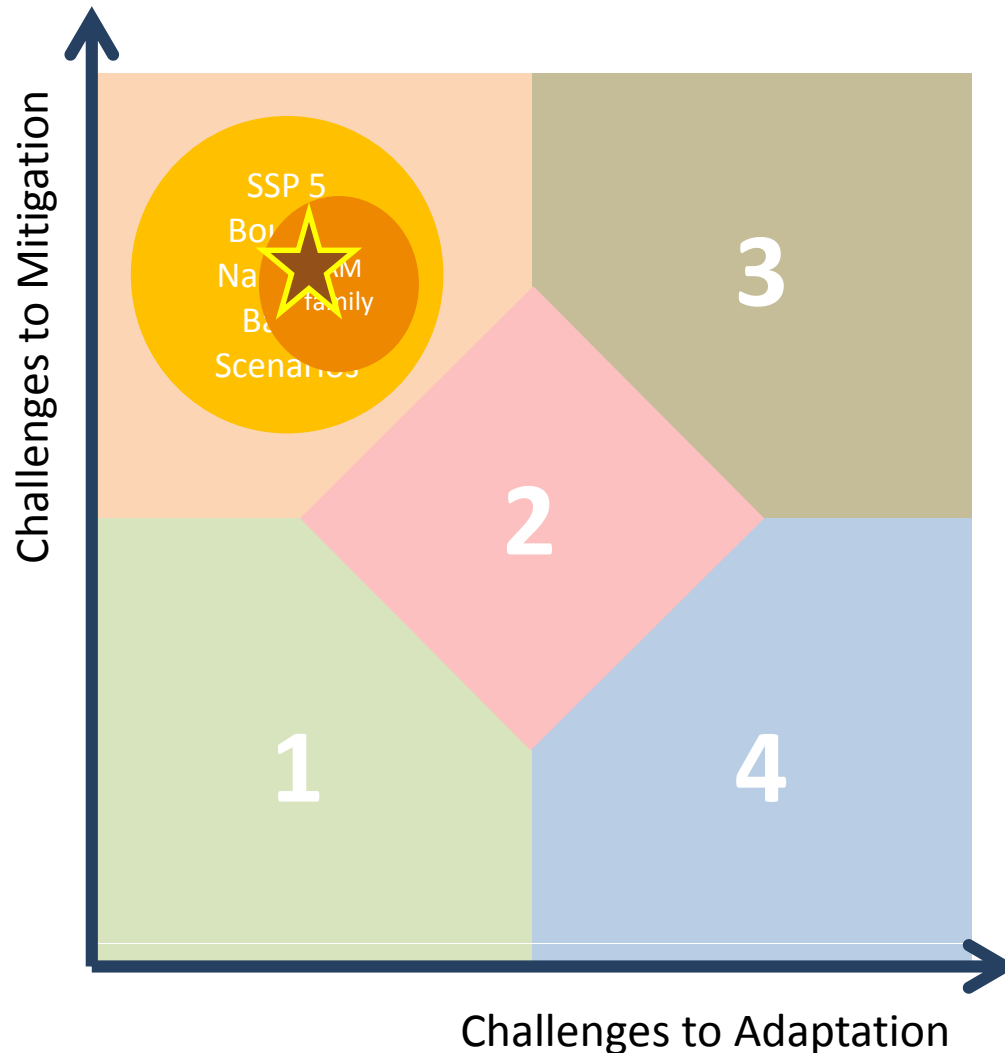 Challenges to Mitigation
SSP 5
Scenarios
family
3
2
1
4
Challenges to Adaptation